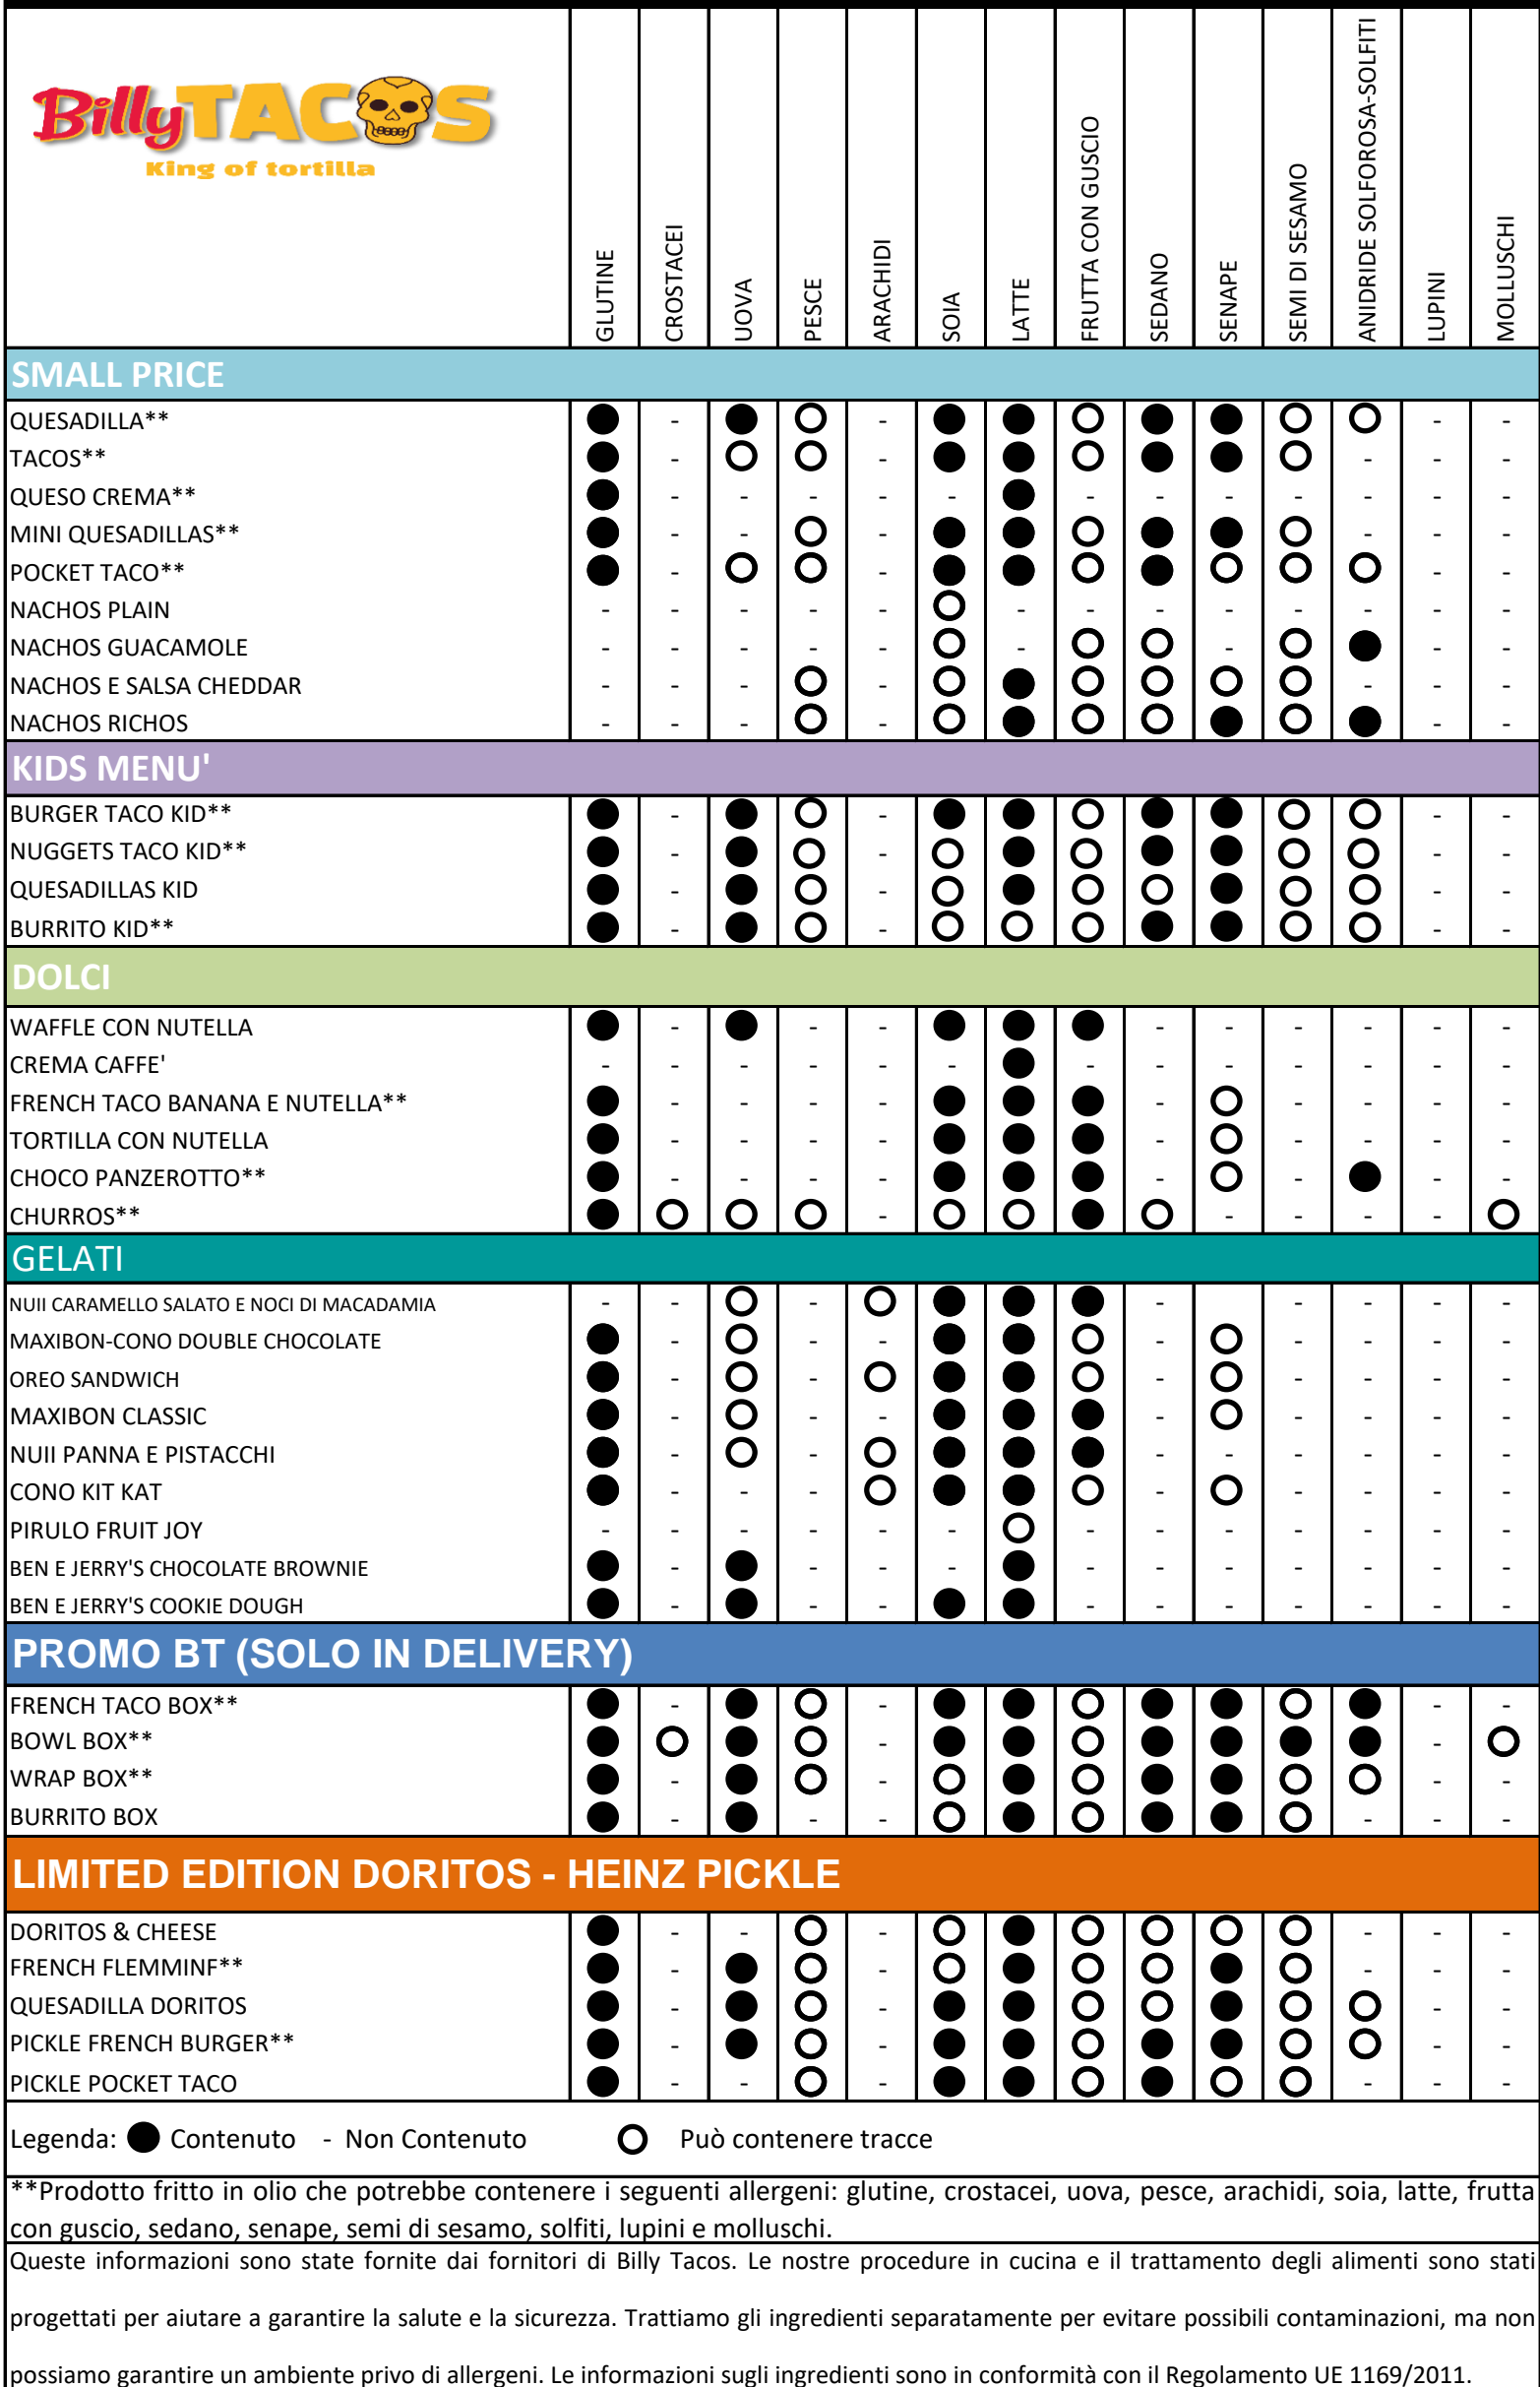 BillyTACOS
King of tortilla
GLUTINE
CROSTACEI
UOVA
PESCE
ARACHIDI
SOIA
LATTE
FRUTTA CON GUSCIO
SEDANO
SENAPE
SEMI DI SESAMO
ANIDRIDE SOLFOROSA-SOLFITI
LUPINI
MOLLUSCHI
SMALL PRICE
QUESADILLA** ● - ● ○ - ● ● ○ ● ● ○ ○ - -
TACOS** ● - ○ ○ - ● ● ○ ● ● ○ - - -
QUESO CREMA** ● - - - - - ● - - - - - - -
MINI QUESADILLAS** ● - - ○ - ● ● ○ ● ● ○ - - -
POCKET TACO** ● - ○ ○ - ● ● ○ ● ○ ○ ○ - -
NACHOS PLAIN - - - - - ○ - - - - - - - -
NACHOS GUACAMOLE - - - - - ○ - ○ ○ - ○ ● - -
NACHOS E SALSA CHEDDAR - - - ○ - ○ ● ○ ○ ○ ○ - - -
NACHOS RICHOS - - - ○ - ○ ● ○ ○ ● ○ ● - -
KIDS MENU'
BURGER TACO KID** ● - ● ○ - ● ● ○ ● ● ○ ○ - -
NUGGETS TACO KID** ● - ● ○ - ○ ● ○ ● ● ○ ○ - -
QUESADILLAS KID ● - ● ○ - ○ ● ○ ○ ● ○ ○ - -
BURRITO KID** ● - ● ○ - ○ ○ ○ ● ● ○ ○ - -
DOLCI
WAFFLE CON NUTELLA ● - ● - - ● ● ● - - - - - -
CREMA CAFFE' - - - - - - ● - - - - - - -
FRENCH TACO BANANA E NUTELLA** ● - - - - ● ● ● - ○ - - - -
TORTILLA CON NUTELLA ● - - - - ● ● ● - ○ - - - -
CHOCO PANZEROTTO** ● - - - - ● ● ● - ○ - ● - -
CHURROS** ● ○ ○ ○ - ○ ○ ● ○ - - - - ○
GELATI
NUII CARAMELLO SALATO E NOCI DI MACADAMIA - - ○ - ○ ● ● ● - - - - - -
MAXIBON-CONO DOUBLE CHOCOLATE ● - ○ - - ● ● ○ - ○ - - - -
OREO SANDWICH ● - ○ - ○ ● ● ○ - ○ - - - -
MAXIBON CLASSIC ● - ○ - - ● ● ● - ○ - - - -
NUII PANNA E PISTACCHI ● - ○ - ○ ● ● ● - - - - - -
CONO KIT KAT ● - - - ○ ● ● ○ - ○ - - - -
PIRULO FRUIT JOY - - - - - - ○ - - - - - - -
BEN E JERRY'S CHOCOLATE BROWNIE ● - ● - - - ● - - - - - - -
BEN E JERRY'S COOKIE DOUGH ● - ● - - ● ● - - - - - - -
PROMO BT (SOLO IN DELIVERY)
FRENCH TACO BOX** ● - ● ○ - ● ● ○ ● ● ○ ● - -
BOWL BOX** ● ○ ● ○ - ● ● ○ ● ● ● ● - ○
WRAP BOX** ● - ● ○ - ○ ● ○ ● ● ○ ○ - -
BURRITO BOX ● - ● - - ○ ● ○ ● ● ○ - - -
LIMITED EDITION DORITOS - HEINZ PICKLE
DORITOS & CHEESE ● - - ○ - ○ ● ○ ○ ○ ○ - - -
FRENCH FLEMMINF** ● - ● ○ - ○ ● ○ ○ ● ○ - - -
QUESADILLA DORITOS ● - ● ○ - ● ● ○ ○ ● ○ ○ - -
PICKLE FRENCH BURGER** ● - ● ○ - ● ● ○ ● ● ○ ○ - -
PICKLE POCKET TACO ● - - ○ - ● ● ○ ● ○ ○ - - -
Legenda: ● Contenuto - Non Contenuto ○ Può contenere tracce
**Prodotto fritto in olio che potrebbe contenere i seguenti allergeni: glutine, crostacei, uova, pesce, arachidi, soia, latte, frutta
con guscio, sedano, senape, semi di sesamo, solfiti, lupini e molluschi.
Queste informazioni sono state fornite dai fornitori di Billy Tacos. Le nostre procedure in cucina e il trattamento degli alimenti sono stati
progettati per aiutare a garantire la salute e la sicurezza. Trattiamo gli ingredienti separatamente per evitare possibili contaminazioni, ma non
possiamo garantire un ambiente privo di allergeni. Le informazioni sugli ingredienti sono in conformità con il Regolamento UE 1169/2011.